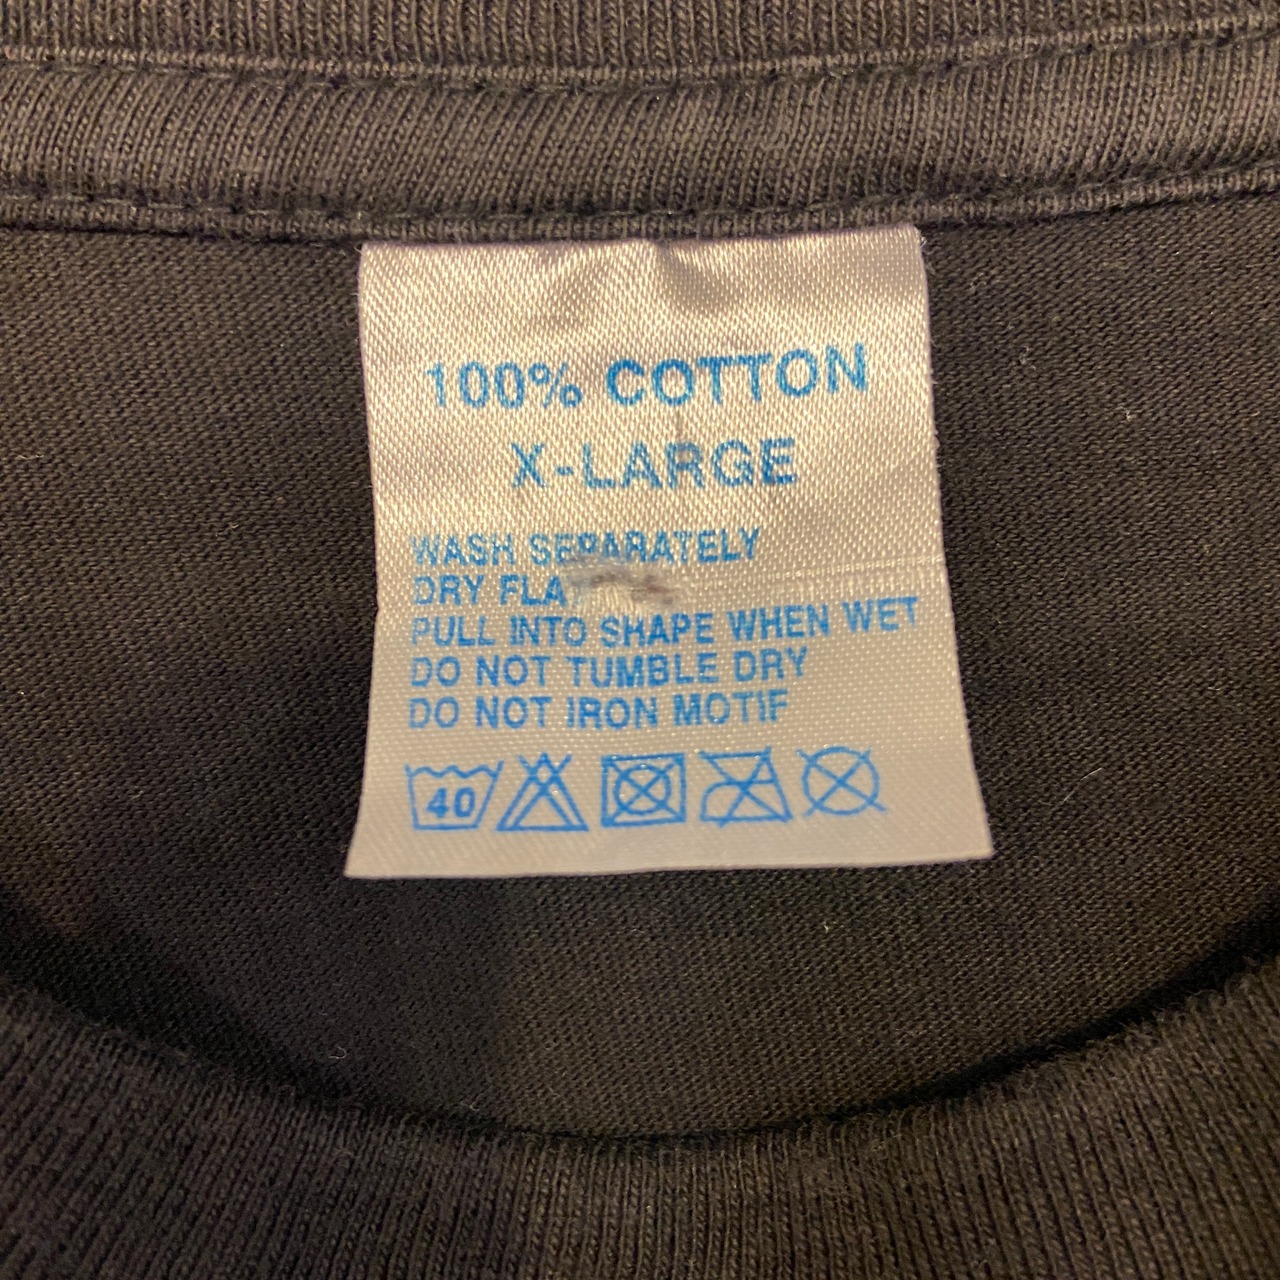 100% COTTON
X-LARGE
WASH SEPARATELY
DRY FLAT
PULL INTO SHAPE WHEN WET
DO NOT TUMBLE DRY
DO NOT IRON MOTIF
40